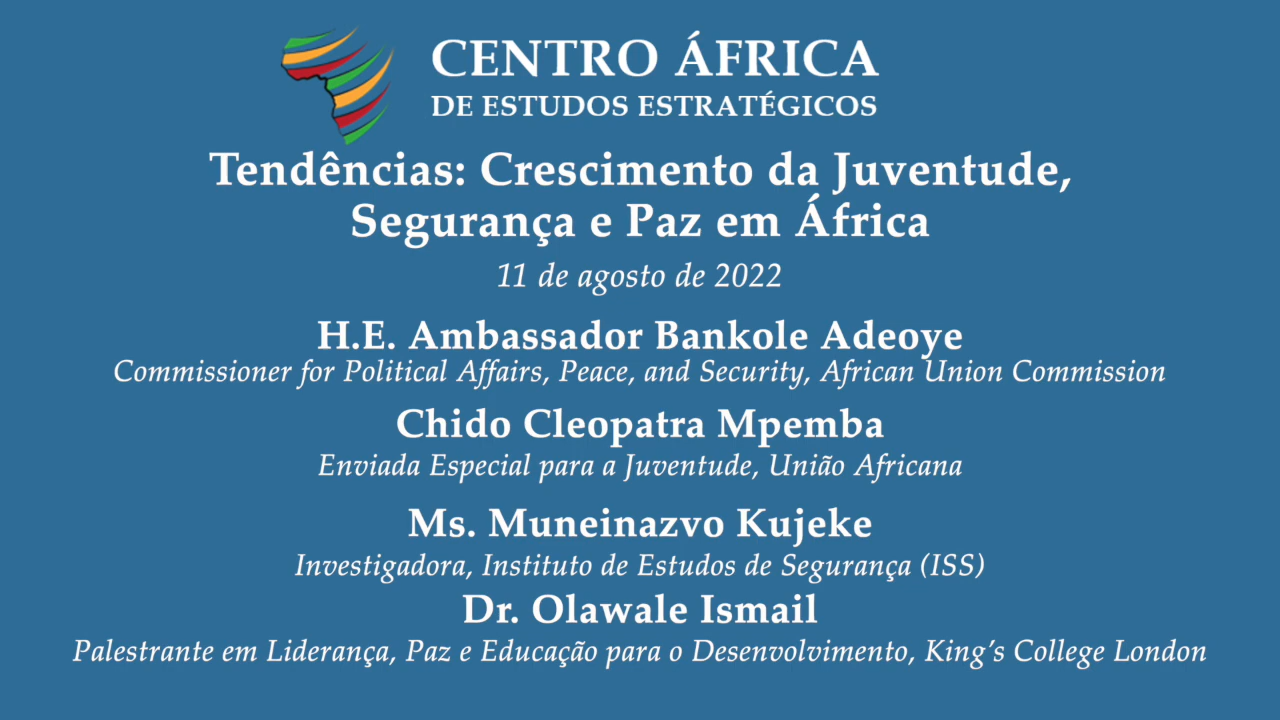 CENTRO ÁFRICA
DE ESTUDOS ESTRATÉGICOS
Tendências: Crescimento da Juventude,
Segurança e Paz em África
11 de agosto de 2022
H.E. Ambassador Bankole Adeoye
Commissioner for Political Affairs, Peace, and Security, African Union Commission
Chido Cleopatra Mpemba
Enviada Especial para a Juventude, União Africana
Ms. Muneinazvo Kujeke
Investigadora, Instituto de Estudos de Segurança (ISS)
Dr. Olawale Ismail
Palestrante em Liderança, Paz e Educação para o Desenvolvimento, King’s College London